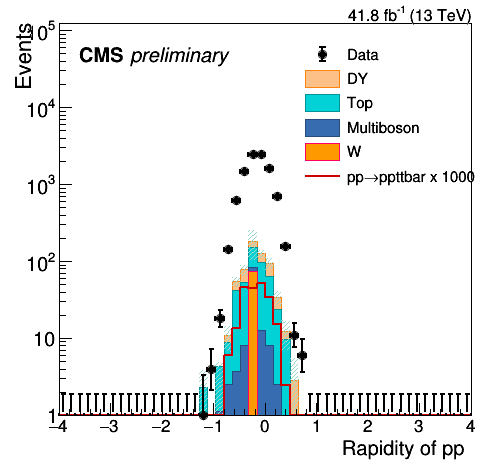 41.8 fb⁻¹ (13 TeV)
Events
CMS preliminary
Data
DY
Top
Multiboson
W
pp→ppttbar x 1000
10⁵
10⁴
10³
10²
10
1
−4 −3 −2 −1 0 1 2 3 4
Rapidity of pp